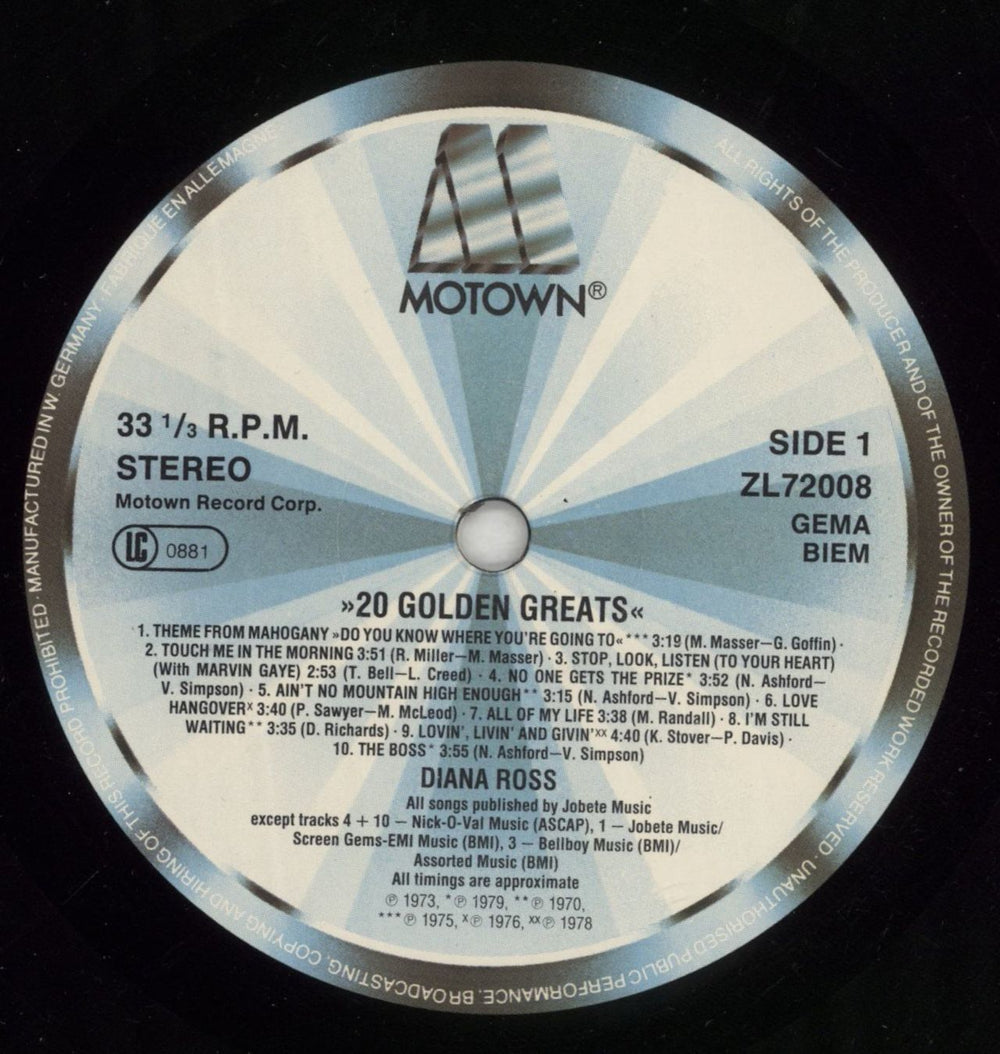 MOTOWN®
33 1/3 R.P.M.
STEREO
Motown Record Corp.
LC 0881
SIDE 1
ZL72008
GEMA
BIEM
»20 GOLDEN GREATS«
1. THEME FROM MAHOGANY »DO YOU KNOW WHERE YOU'RE GOING TO« *** 3:19 (M. Masser—G. Goffin) ·
2. TOUCH ME IN THE MORNING 3:51 (R. Miller—M. Masser) · 3. STOP, LOOK, LISTEN (TO YOUR HEART)
(With MARVIN GAYE) 2:53 (T. Bell—L. Creed) · 4. NO ONE GETS THE PRIZE* 3:52 (N. Ashford—
V. Simpson) · 5. AIN'T NO MOUNTAIN HIGH ENOUGH** 3:15 (N. Ashford—V. Simpson) · 6. LOVE
HANGOVERˣ 3:40 (P. Sawyer—M. McLeod) · 7. ALL OF MY LIFE 3:38 (M. Randall) · 8. I'M STILL
WAITING** 3:35 (D. Richards) · 9. LOVIN', LIVIN' AND GIVIN'ˣˣ 4:40 (K. Stover—P. Davis) ·
10. THE BOSS* 3:55 (N. Ashford—V. Simpson)
DIANA ROSS
All songs published by Jobete Music
except tracks 4 + 10 — Nick-O-Val Music (ASCAP), 1 — Jobete Music/
Screen Gems-EMI Music (BMI), 3 — Bellboy Music (BMI)/
Assorted Music (BMI)
All timings are approximate
℗ 1973, *℗ 1979, **℗ 1970,
***℗ 1975, ˣ℗ 1976, ˣˣ℗ 1978
ALL RIGHTS OF THE PRODUCER AND OF THE OWNER OF THE RECORDED WORK RESERVED · UNAUTHORISED PUBLIC PERFORMANCE, BROADCASTING, COPYING AND HIRING OF THIS RECORD PROHIBITED · MANUFACTURED IN W. GERMANY, FABRIQUE EN ALLEMAGNE